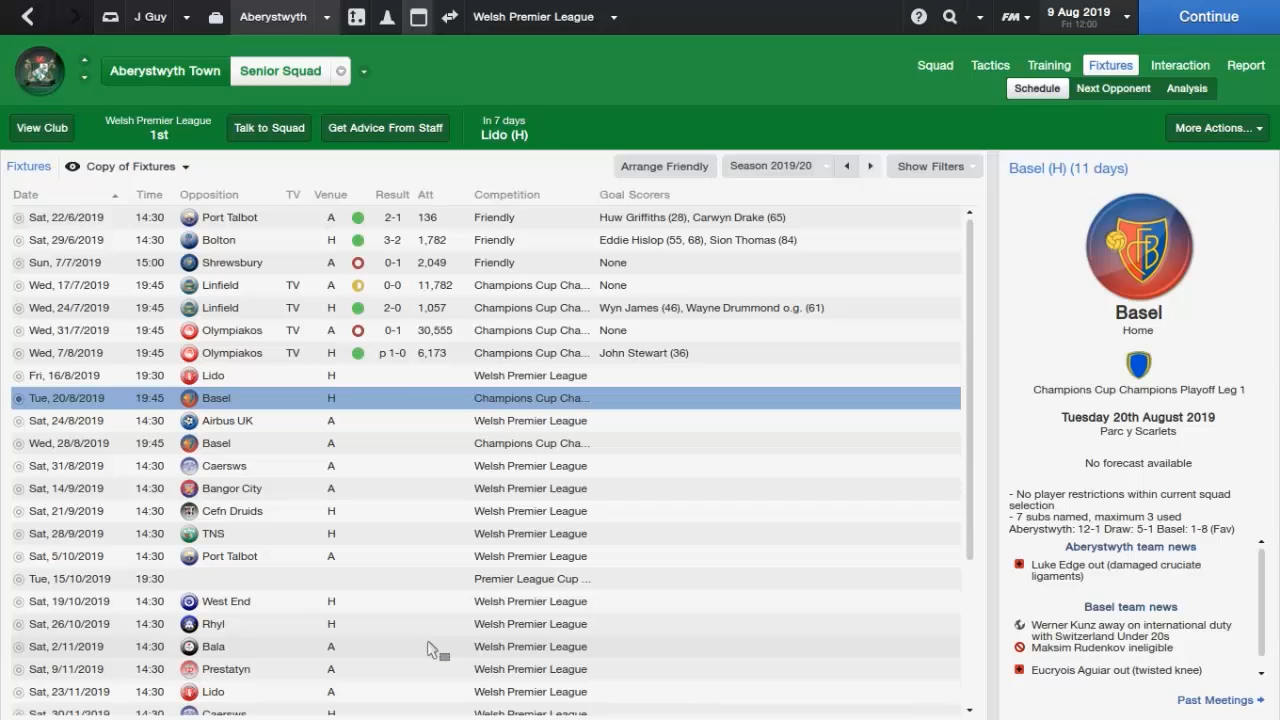 J Guy
Aberystwyth
Welsh Premier League
FM
9 Aug 2019
Fri 12:00
Continue
Aberystwyth Town
Senior Squad
Squad Tactics Training Fixtures Interaction Report
Schedule Next Opponent Analysis
View Club
Welsh Premier League
1st
Talk to Squad
Get Advice From Staff
In 7 days
Lido (H)
More Actions...
Fixtures Copy of Fixtures Arrange Friendly Season 2019/20 Show Filters
Date Time Opposition TV Venue Result Att Competition Goal Scorers
Sat, 22/6/2019 14:30 Port Talbot A 2-1 136 Friendly Huw Griffiths (28), Carwyn Drake (65)
Sat, 29/6/2019 14:30 Bolton H 3-2 1,782 Friendly Eddie Hislop (55, 68), Sion Thomas (84)
Sun, 7/7/2019 15:00 Shrewsbury A 0-1 2,049 Friendly None
Wed, 17/7/2019 19:45 Linfield TV A 0-0 11,782 Champions Cup Cha... None
Wed, 24/7/2019 19:45 Linfield TV H 2-0 1,057 Champions Cup Cha... Wyn James (46), Wayne Drummond o.g. (61)
Wed, 31/7/2019 19:45 Olympiakos TV A 0-1 30,555 Champions Cup Cha... None
Wed, 7/8/2019 19:45 Olympiakos TV H p 1-0 6,173 Champions Cup Cha... John Stewart (36)
Fri, 16/8/2019 19:30 Lido H Welsh Premier League
Tue, 20/8/2019 19:45 Basel H Champions Cup Cha...
Sat, 24/8/2019 14:30 Airbus UK A Welsh Premier League
Wed, 28/8/2019 19:45 Basel A Champions Cup Cha...
Sat, 31/8/2019 14:30 Caersws A Welsh Premier League
Sat, 14/9/2019 14:30 Bangor City A Welsh Premier League
Sat, 21/9/2019 14:30 Cefn Druids H Welsh Premier League
Sat, 28/9/2019 14:30 TNS H Welsh Premier League
Sat, 5/10/2019 14:30 Port Talbot A Welsh Premier League
Tue, 15/10/2019 19:30 Premier League Cup ...
Sat, 19/10/2019 14:30 West End H Welsh Premier League
Sat, 26/10/2019 14:30 Rhyl H Welsh Premier League
Sat, 2/11/2019 14:30 Bala A Welsh Premier League
Sat, 9/11/2019 14:30 Prestatyn A Welsh Premier League
Sat, 23/11/2019 14:30 Lido A Welsh Premier League
Sat, 30/11/2019 14:30 Caersws H Welsh Premier League
Basel (H) (11 days)
FCB
Basel
Home
Champions Cup Champions Playoff Leg 1
Tuesday 20th August 2019
Parc y Scarlets
No forecast available
- No player restrictions within current squad
selection
- 7 subs named, maximum 3 used
Aberystwyth: 12-1 Draw: 5-1 Basel: 1-8 (Fav)
Aberystwyth team news
Luke Edge out (damaged cruciate
ligaments)
Basel team news
Werner Kunz away on international duty
with Switzerland Under 20s
Maksim Rudenkov ineligible
Eucryois Aguiar out (twisted knee)
Past Meetings